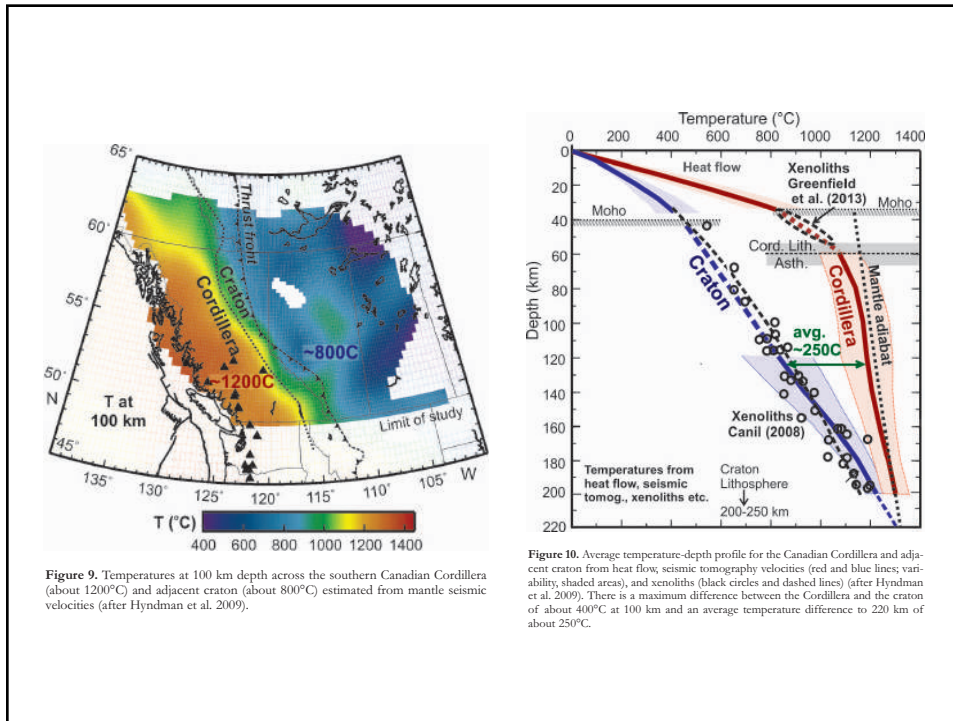 65°
60°
55°
50°
N
45°
135°
130°
125°
120°
115°
110°
105°
W
Thrust front
Craton
Cordillera
~800C
~1200C
T at
100 km
Limit of study
T (°C)
400 600 800 1000 1200 1400
Figure 9. Temperatures at 100 km depth across the southern Canadian Cordillera
(about 1200°C) and adjacent craton (about 800°C) estimated from mantle seismic
velocities (after Hyndman et al. 2009).
Temperature (°C)
0 200 400 600 800 1000 1200 1400
0
20
40
60
80
100
120
140
160
180
200
220
Depth (km)
Heat flow
Xenoliths
Greenfield
et al. (2013)
Moho
Moho
Cord. Lith.
Asth.
Craton
Cordillera
Mantle adiabat
avg.
~250C
Xenoliths
Canil (2008)
Temperatures from
heat flow, seismic
tomog., xenoliths etc.
Craton
Lithosphere
200-250 km
Figure 10. Average temperature-depth profile for the Canadian Cordillera and adja-
cent craton from heat flow, seismic tomography velocities (red and blue lines; vari-
ability, shaded areas), and xenoliths (black circles and dashed lines) (after Hyndman
et al. 2009). There is a maximum difference between the Cordillera and the craton
of about 400°C at 100 km and an average temperature difference to 220 km of
about 250°C.